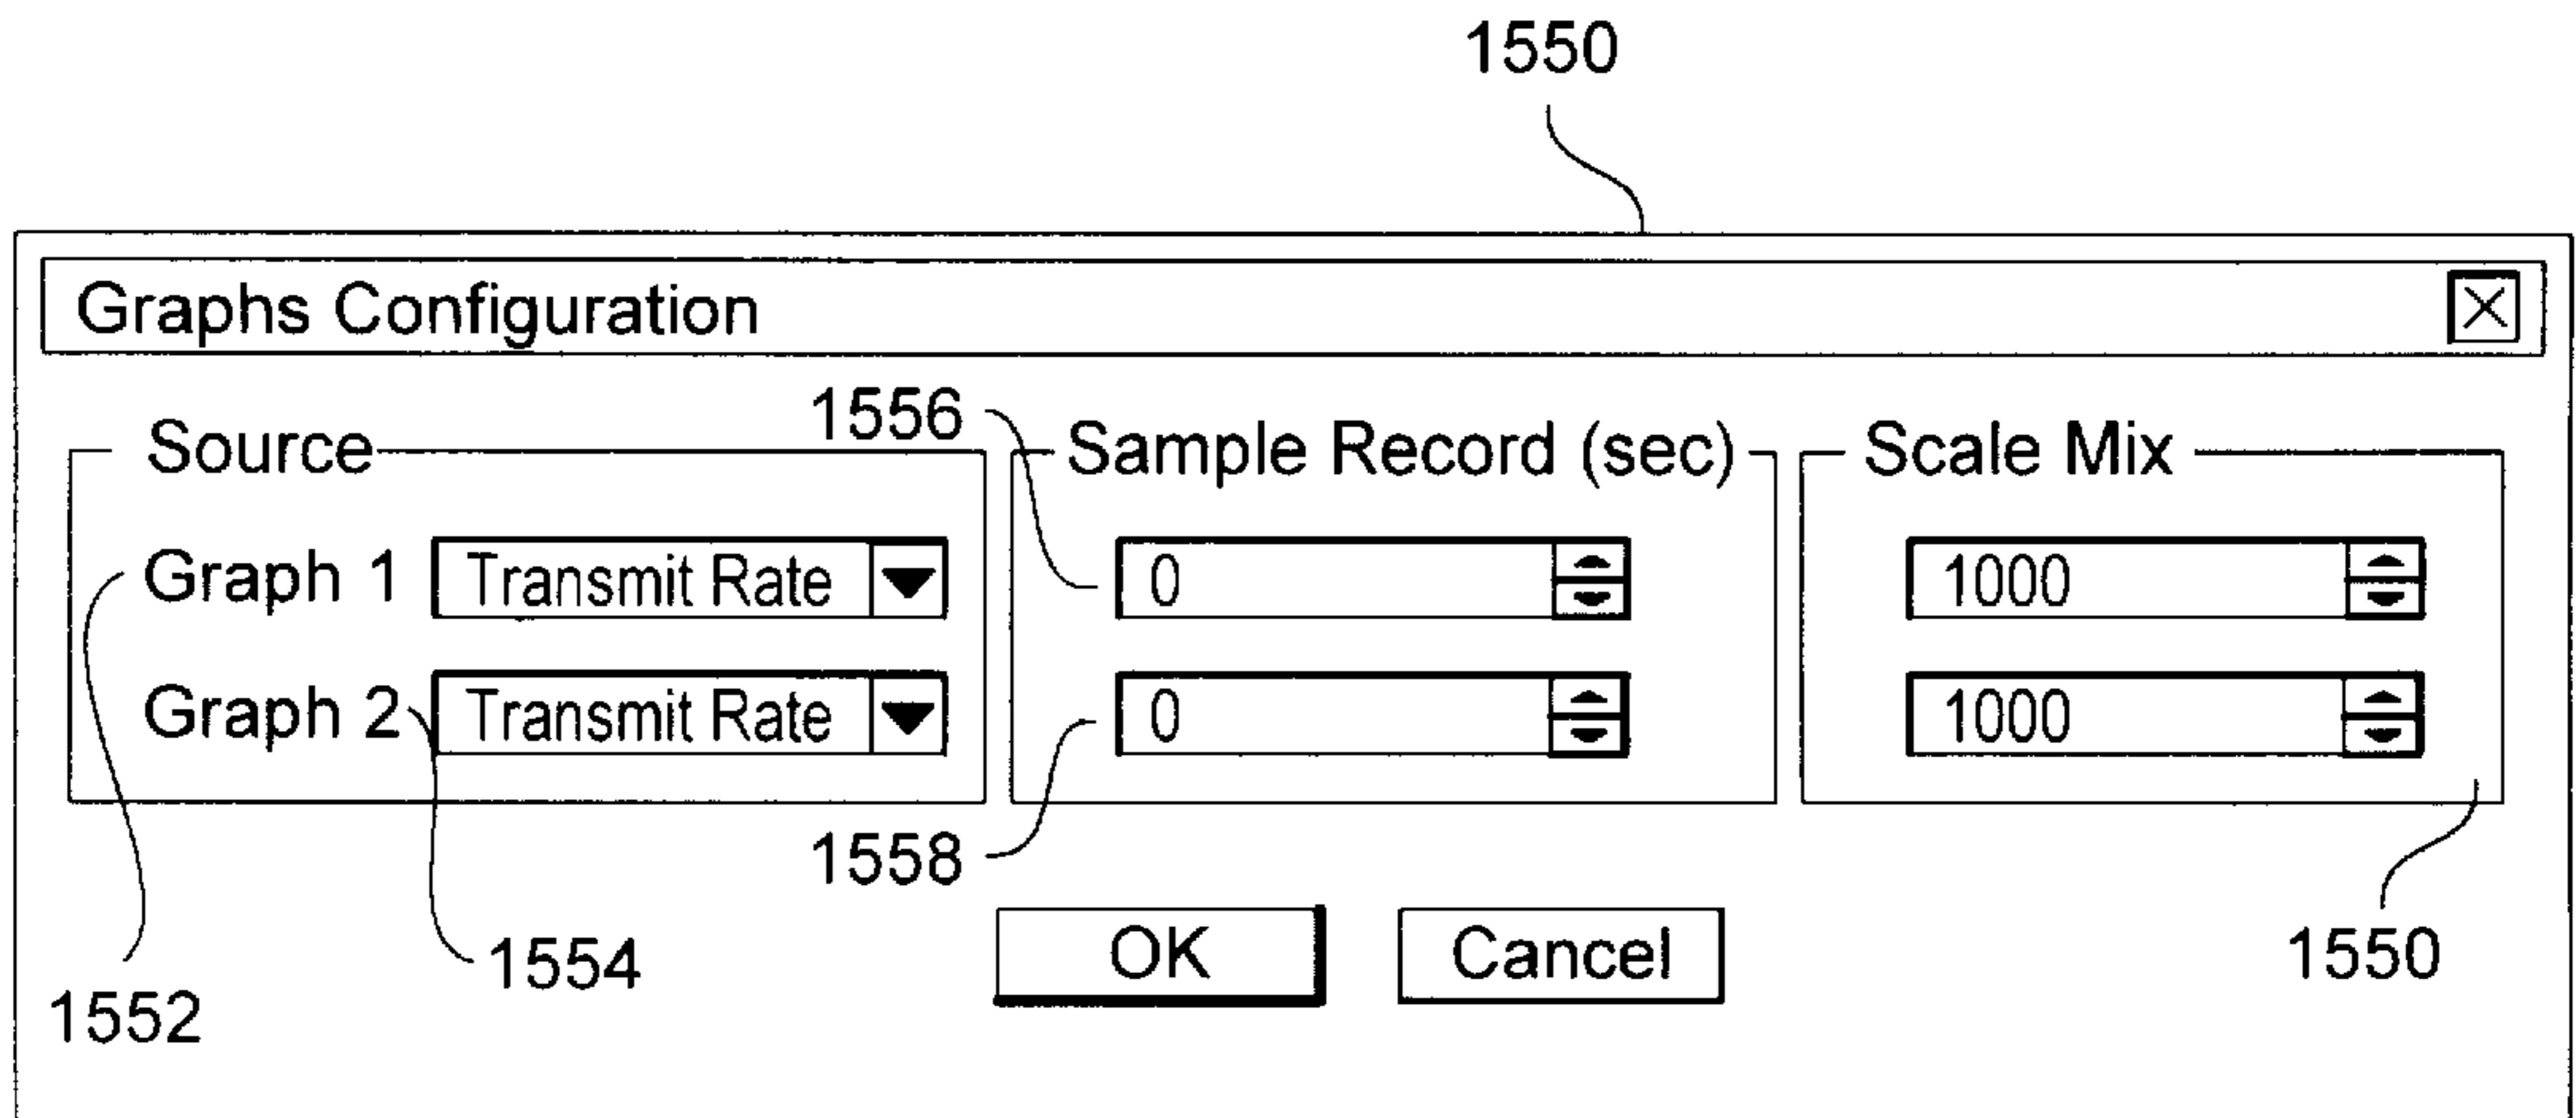 1550
Graphs Configuration
1556
Source
Sample Record (sec)
Scale Mix
Graph 1 Transmit Rate
0
1000
Graph 2 Transmit Rate
0
1000
1558
OK
Cancel
1550
1554
1552